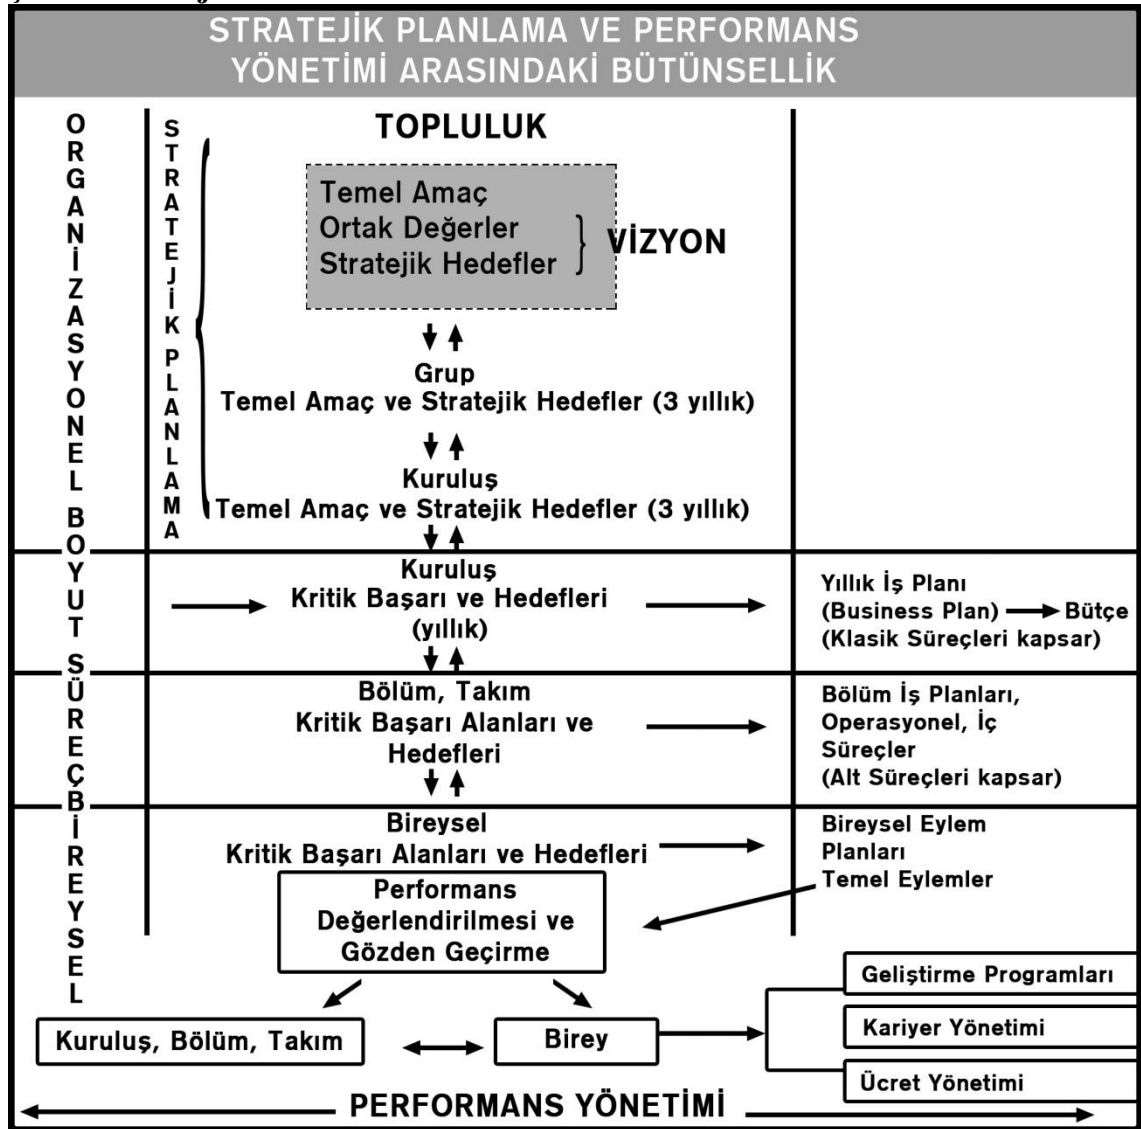 STRATEJİK PLANLAMA VE PERFORMANS
YÖNETİMİ ARASINDAKİ BÜTÜNSELLİK
ORGANİZASYONEL BOYUT
SÜREÇ
BİREYSEL
STRATEJİK PLANLAMA
TOPLULUK
Temel Amaç
Ortak Değerler
Stratejik Hedefler
VİZYON
Grup
Temel Amaç ve Stratejik Hedefler (3 yıllık)
Kuruluş
Temel Amaç ve Stratejik Hedefler (3 yıllık)
Kuruluş
Kritik Başarı ve Hedefleri
(yıllık)
Yıllık İş Planı
(Business Plan) Bütçe
(Klasik Süreçleri kapsar)
Bölüm, Takım
Kritik Başarı Alanları ve
Hedefleri
Bölüm İş Planları,
Operasyonel, İç
Süreçler
(Alt Süreçleri kapsar)
Bireysel
Kritik Başarı Alanları ve Hedefleri
Bireysel Eylem
Planları
Temel Eylemler
Performans
Değerlendirilmesi ve
Gözden Geçirme
Kuruluş, Bölüm, Takım
Birey
Geliştirme Programları
Kariyer Yönetimi
Ücret Yönetimi
PERFORMANS YÖNETİMİ